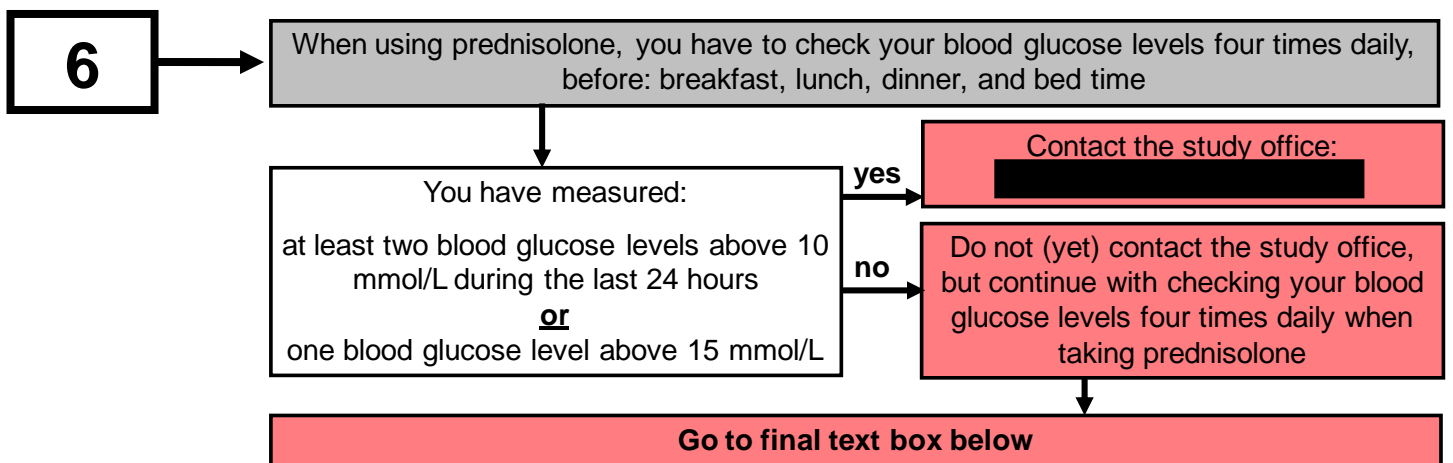 6
When using prednisolone, you have to check your blood glucose levels four times daily,
before: breakfast, lunch, dinner, and bed time
You have measured:
at least two blood glucose levels above 10
mmol/L during the last 24 hours
or
one blood glucose level above 15 mmol/L
yes
Contact the study office:
no
Do not (yet) contact the study office,
but continue with checking your blood
glucose levels four times daily when
taking prednisolone
Go to final text box below